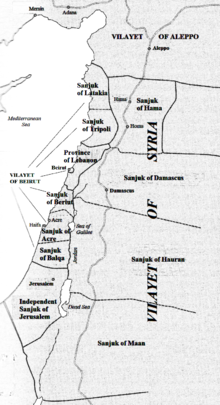 Mersin
Adana
VILAYET OF ALEPPO
Aleppo
Mediterranean
Sea
Sanjuk
of Latakia
Hama
Sanjuk
of Hama
Sanjuk
of Tripoli
Homs
Province
of Lebanon
VILAYET
OF BEIRUT
Beirut
Sanjuk
of Beriut
Sanjuk of Damascus
Damascus
Acre
Haifa
Sea of
Galilee
Sanjuk of
Acre
Sanjuk
of Balqa
Jordan
Sanjuk of Hauran
Jerusalem
Independent
Sanjuk of
Jerusalem
Dead Sea
Sanjuk of Maan
VILAYET OF SYRIA